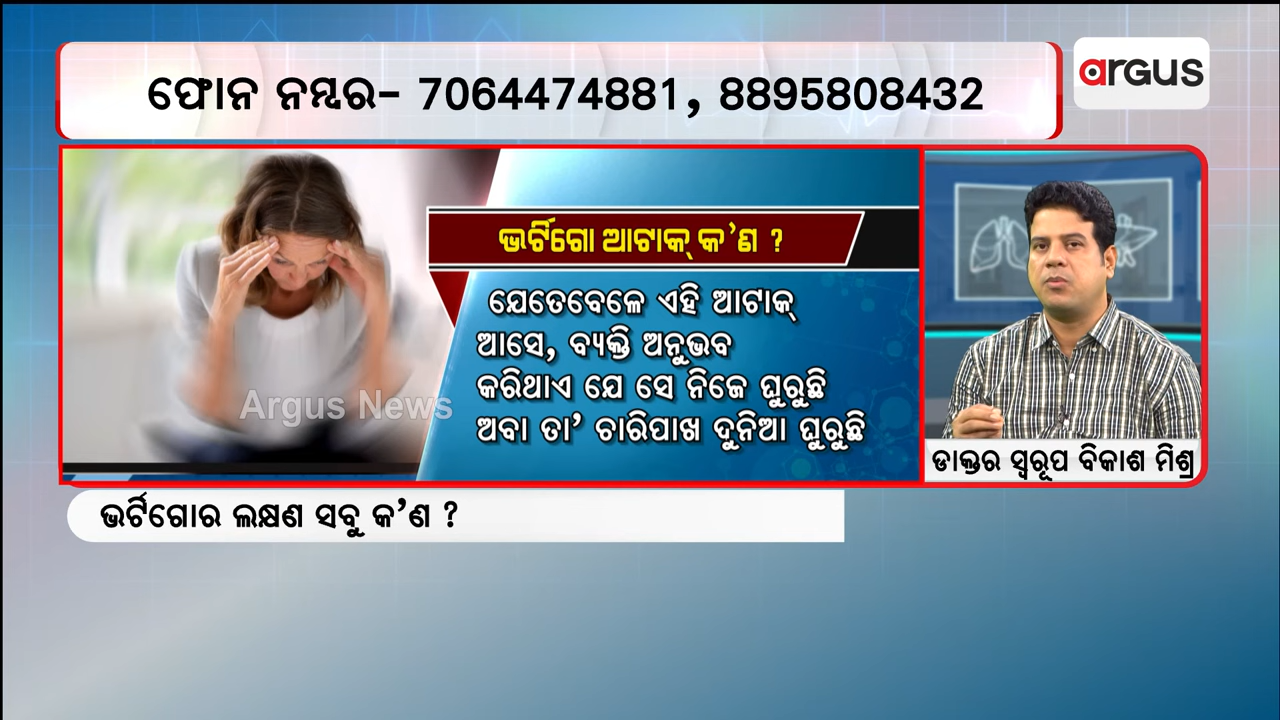 ଫୋନ ନମ୍ବର- 7064474881, 8895808432
argus
ଭର୍ଟିଗୋ ଆଟାକ୍ କ'ଣ ?
ଯେତେବେଳେ ଏହି ଆଟାକ୍
ଆସେ, ବ୍ୟକ୍ତି ଅନୁଭବ
କରିଥାଏ ଯେ ସେ ନିଜେ ଘୁରୁଛି
ଅବା ତା' ଚାରିପାଖ ଦୁନିଆ ଘୁରୁଛି
Argus News
ଡାକ୍ତର ସ୍ୱରୂପ ବିକାଶ ମିଶ୍ର
ଭର୍ଟିଗୋର ଲକ୍ଷଣ ସବୁ କ'ଣ ?